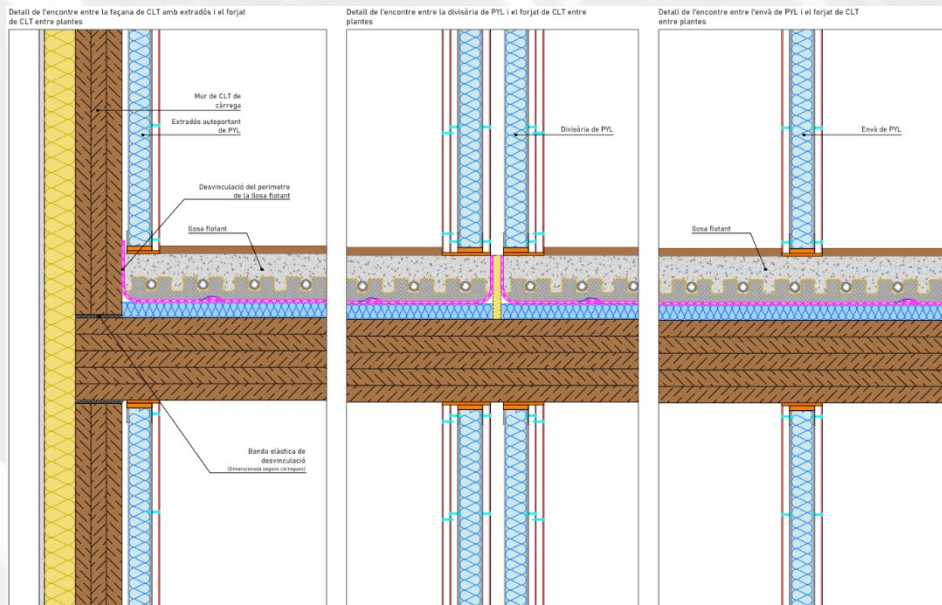 Detall de l'encontre entre la façana de CLT amb extradós i el forjat
de CLT entre plantes
Mur de CLT de
càrrega
Extradós autoportant
de PYL
Desvinculació del perímetre
de la llosa flotant
llosa flotant
Banda elàstica de
desvinculació
(Dimensionada segons càrregues)
Detall de l'encontre entre la divisòria de PYL i el forjat de CLT entre
plantes
Divisòria de PYL
Detall de l'encontre entre l'envà de PYL i el forjat de CLT
entre plantes
Envà de PYL
llosa flotant